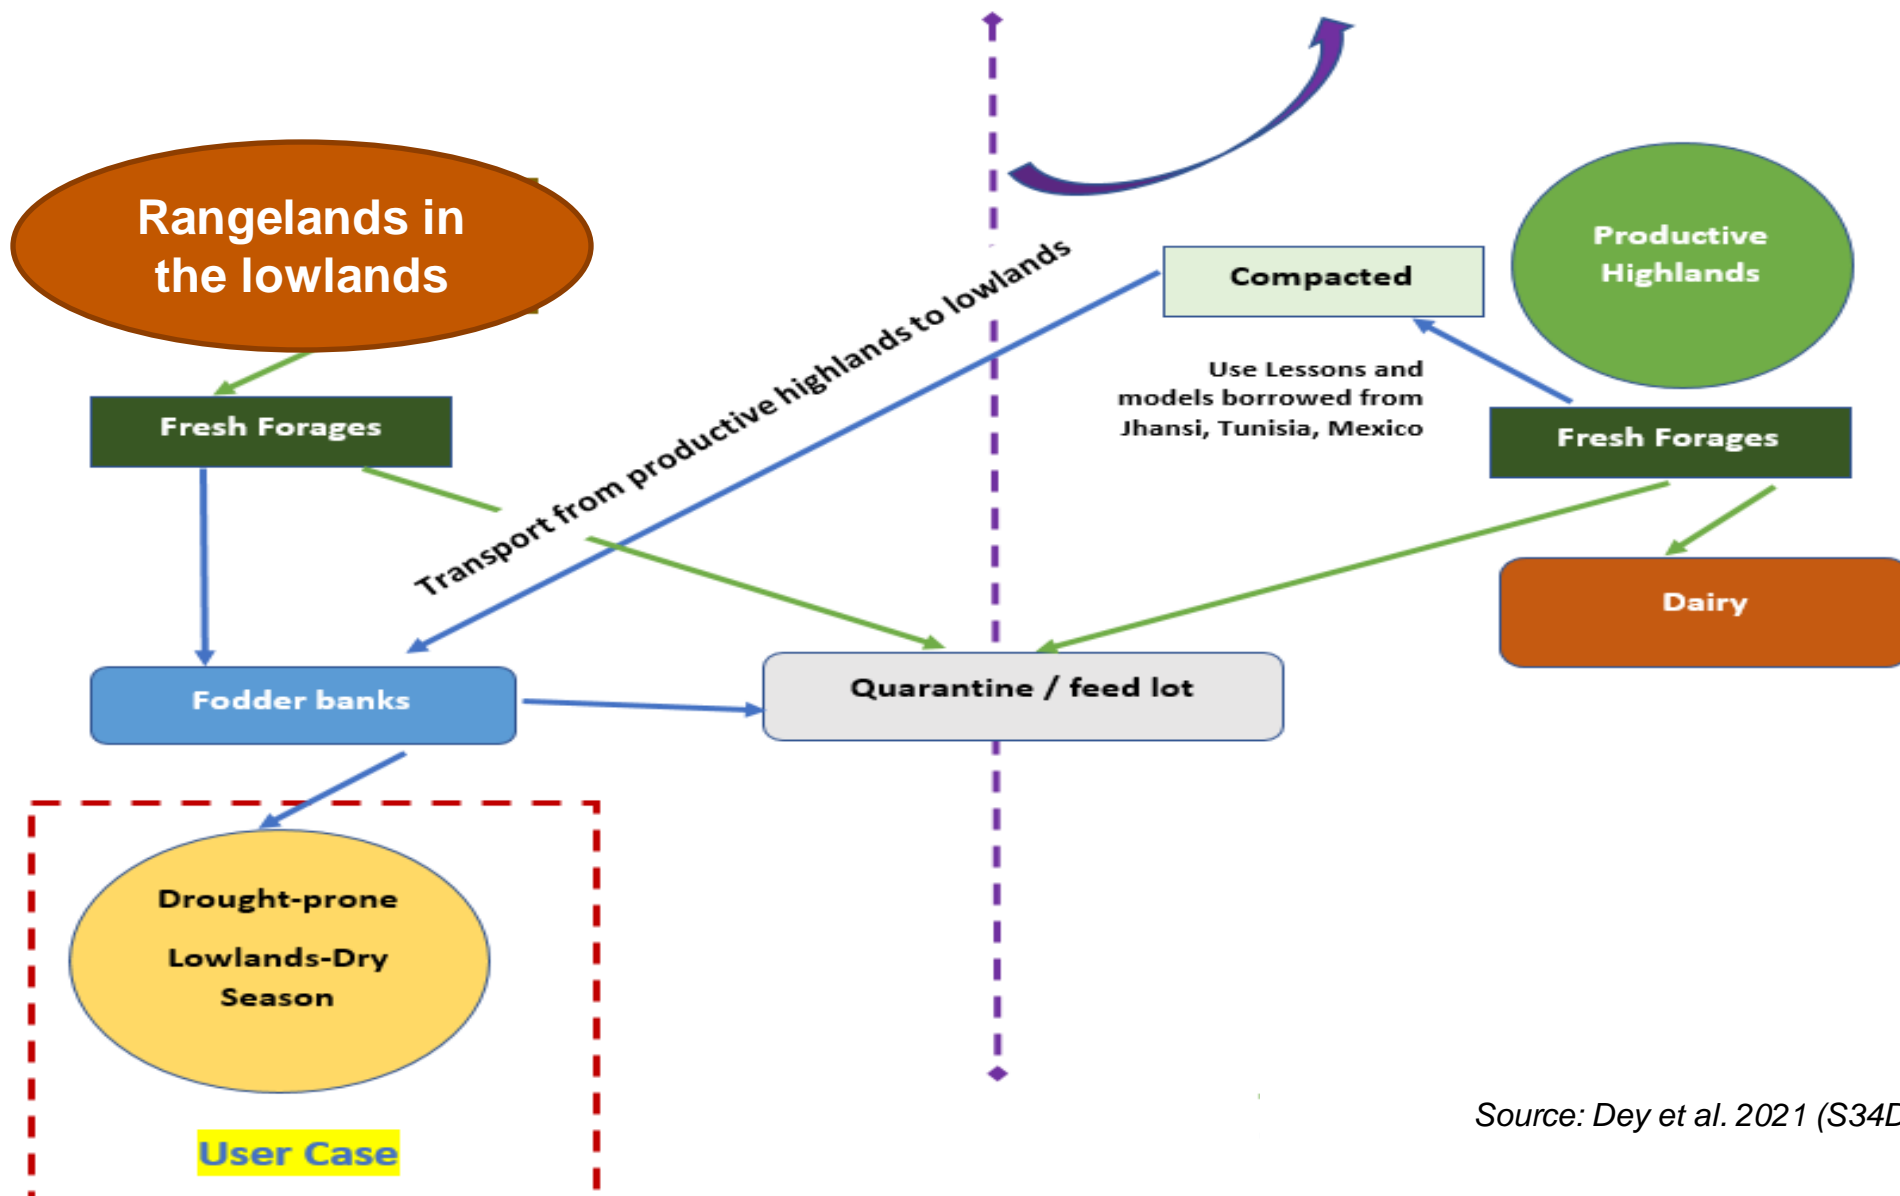 Rangelands in
the lowlands
Productive
Highlands
Compacted
Transport from productive highlands to lowlands
Use Lessons and
models borrowed from
Jhansi, Tunisia, Mexico
Fresh Forages
Fresh Forages
Dairy
Fodder banks
Quarantine / feed lot
Drought-prone
Lowlands-Dry
Season
User Case
Source: Dey et al. 2021 (S34D